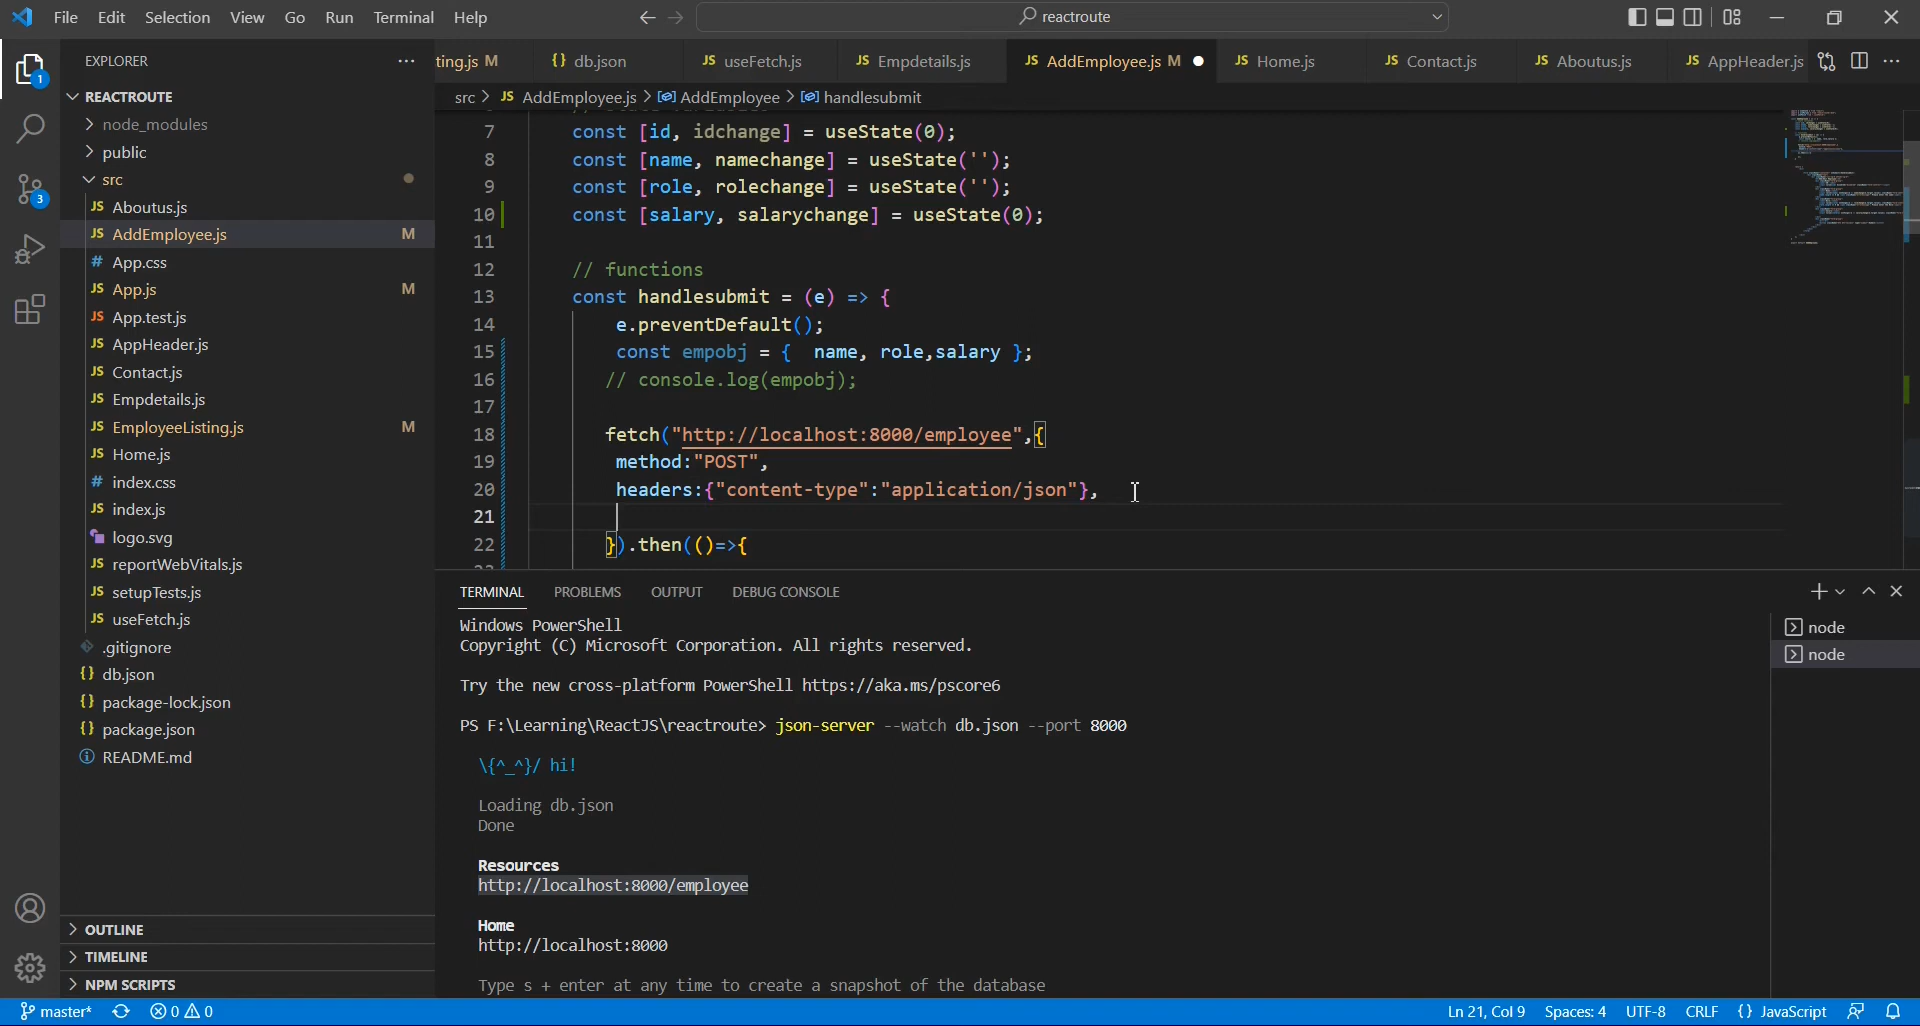 File Edit Selection View Go Run Terminal Help
reactroute
EXPLORER
REACTROUTE
node_modules
public
src
JS Aboutus.js
JS AddEmployee.js M
# App.css
JS App.js M
JS App.test.js
JS AppHeader.js
JS Contact.js
JS Empdetails.js
JS EmployeeListing.js M
JS Home.js
# index.css
JS index.js
logo.svg
JS reportWebVitals.js
JS setupTests.js
JS useFetch.js
.gitignore
{} db.json
{} package-lock.json
{} package.json
README.md
OUTLINE
TIMELINE
NPM SCRIPTS
1
3
ting.js M {} db.json JS useFetch.js JS Empdetails.js JS AddEmployee.js M JS Home.js JS Contact.js JS Aboutus.js JS AppHeader.js
src > JS AddEmployee.js > AddEmployee > handlesubmit
7 const [id, idchange] = useState(0);
8 const [name, namechange] = useState('');
9 const [role, rolechange] = useState('');
10 const [salary, salarychange] = useState(0);
11
12 // functions
13 const handlesubmit = (e) => {
14 e.preventDefault();
15 const empobj = {  name, role,salary };
16 // console.log(empobj);
17
18 fetch("http://localhost:8000/employee",{
19 method:"POST",
20 headers:{"content-type":"application/json"},
21
22 }).then(()=>{
TERMINAL PROBLEMS OUTPUT DEBUG CONSOLE
Windows PowerShell
Copyright (C) Microsoft Corporation. All rights reserved.
Try the new cross-platform PowerShell https://aka.ms/pscore6
PS F:\Learning\ReactJS\reactroute> json-server --watch db.json --port 8000
\{^_^}/ hi!
Loading db.json
Done
Resources
http://localhost:8000/employee
Home
http://localhost:8000
Type s + enter at any time to create a snapshot of the database
node
node
master* 0 0 Ln 21, Col 9 Spaces: 4 UTF-8 CRLF {} JavaScript